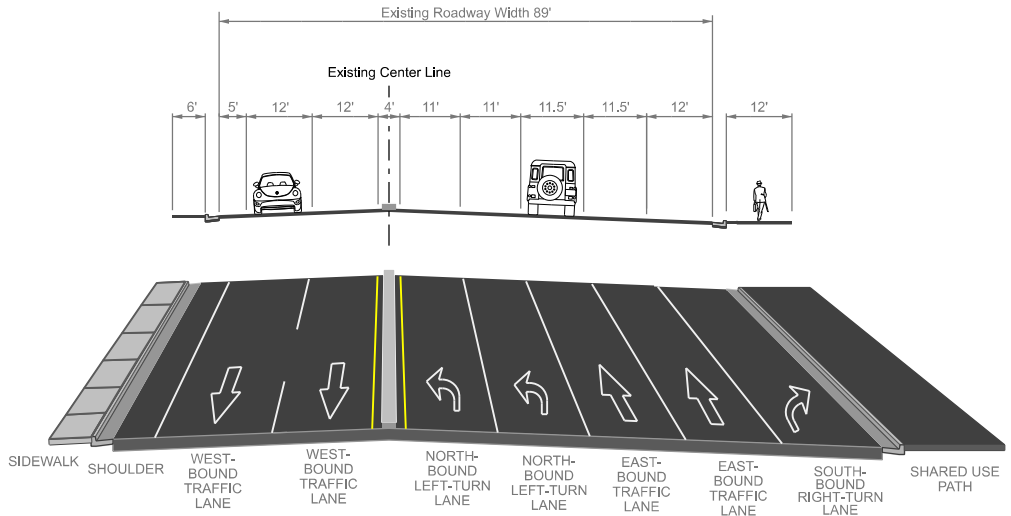 Existing Roadway Width 89'
Existing Center Line
6'
5'
12'
12'
4'
11'
11'
11.5'
11.5'
12'
12'
SIDEWALK
SHOULDER
WEST-
BOUND
TRAFFIC
LANE
WEST-
BOUND
TRAFFIC
LANE
NORTH-
BOUND
LEFT-TURN
LANE
NORTH-
BOUND
LEFT-TURN
LANE
EAST-
BOUND
TRAFFIC
LANE
EAST-
BOUND
TRAFFIC
LANE
SOUTH-
BOUND
RIGHT-TURN
LANE
SHARED USE
PATH